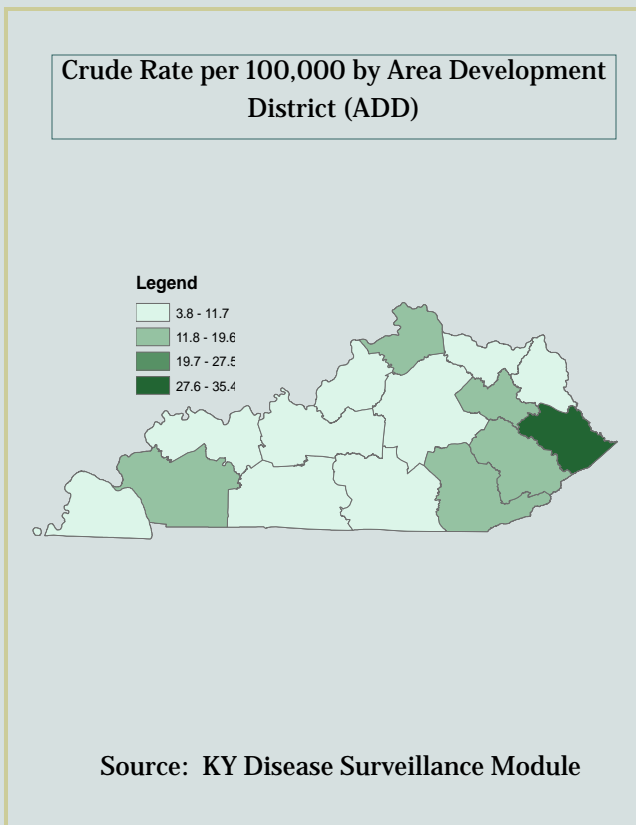 Crude Rate per 100,000 by Area Development
District (ADD)
Legend
3.8 - 11.7
11.8 - 19.6
19.7 - 27.5
27.6 - 35.4
Source: KY Disease Surveillance Module